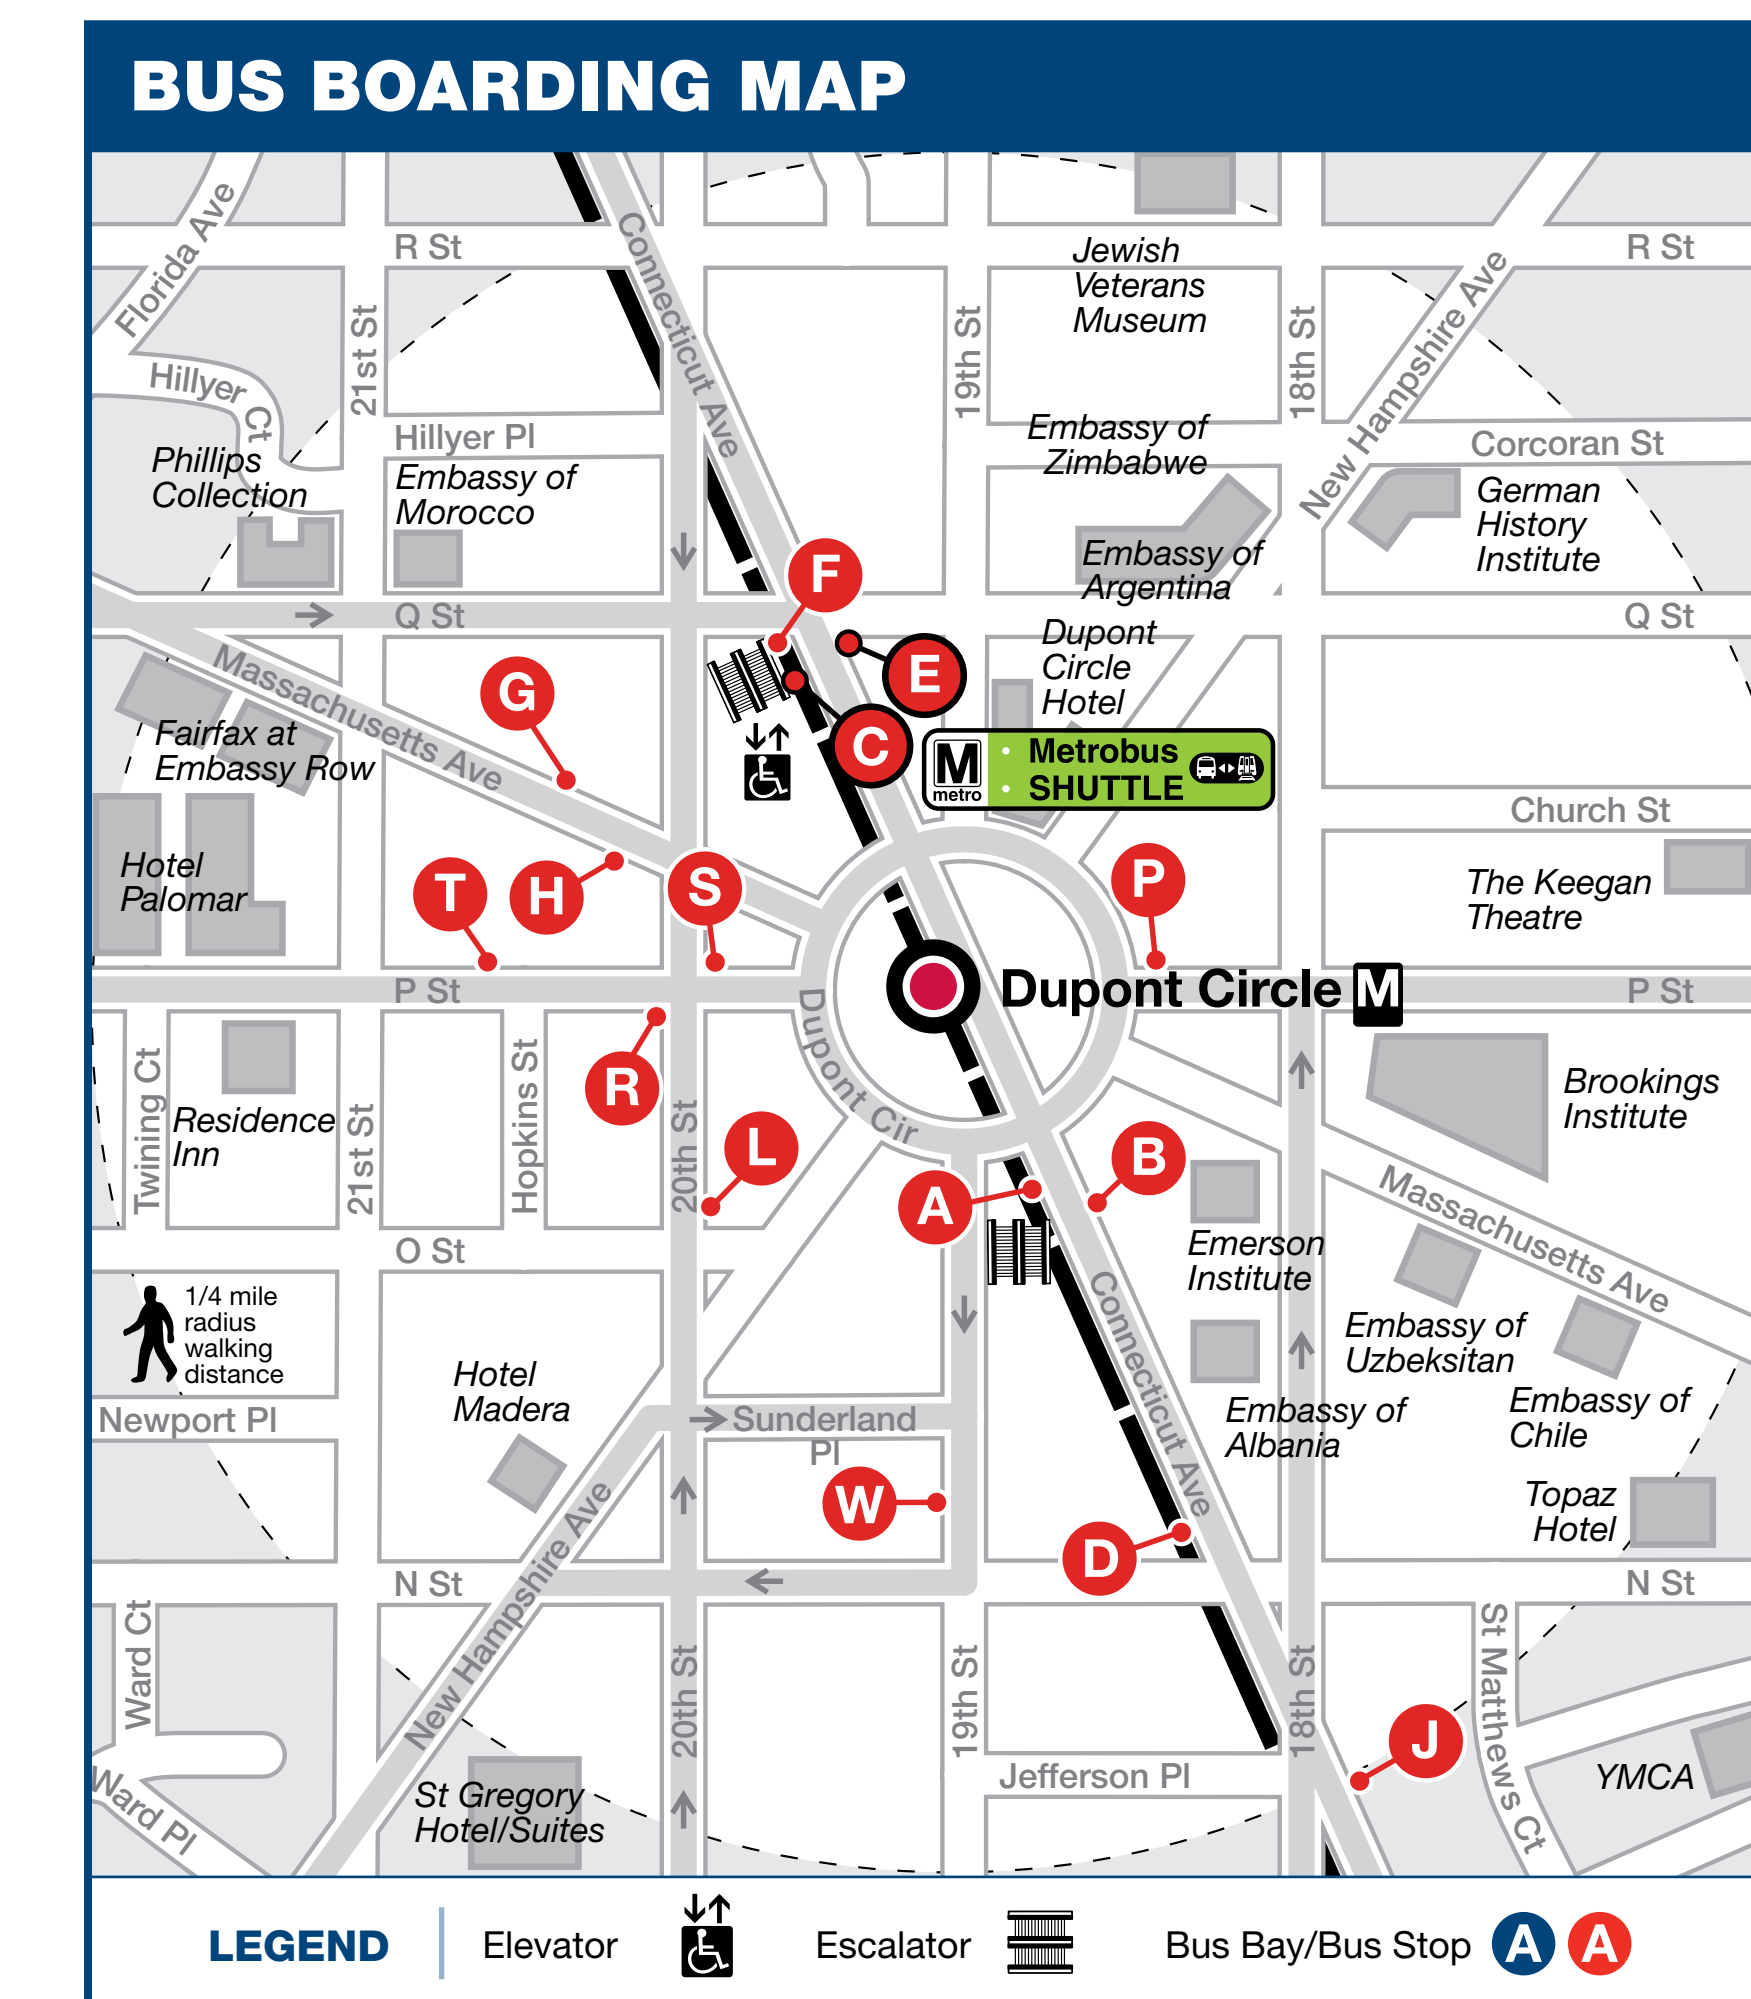 BUS BOARDING MAP
Florida Ave
R St
Connecticut Ave
Jewish
Veterans
Museum
R St
21st St
19th St
18th St
New Hampshire Ave
Hillyer Ct
Hillyer Pl
Embassy of
Zimbabwe
Corcoran St
Phillips
Collection
Embassy of
Morocco
German
History
Institute
Embassy of
Argentina
F
Q St
Q St
Dupont
Circle
Hotel
E
G
Massachusetts Ave
Fairfax at
Embassy Row
C
M
metro
· Metrobus
· SHUTTLE
Church St
Hotel
Palomar
T
H
S
P
The Keegan
Theatre
P St
Dupont Circle M
P St
Dupont Cir
Twining Ct
Residence
Inn
21st St
Hopkins St
R
20th St
L
A
B
Brookings
Institute
Massachusetts Ave
Emerson
Institute
O St
1/4 mile
radius
walking
distance
Connecticut Ave
Embassy of
Uzbeksitan
Hotel
Madera
Embassy of
Albania
Embassy of
Chile
Newport Pl
Sunderland
Pl
W
D
Topaz
Hotel
N St
New Hampshire Ave
N St
Ward Ct
20th St
19th St
18th St
St Matthews Ct
J
Jefferson Pl
YMCA
Ward Pl
St Gregory
Hotel/Suites
LEGEND
Elevator
Escalator
Bus Bay/Bus Stop A A